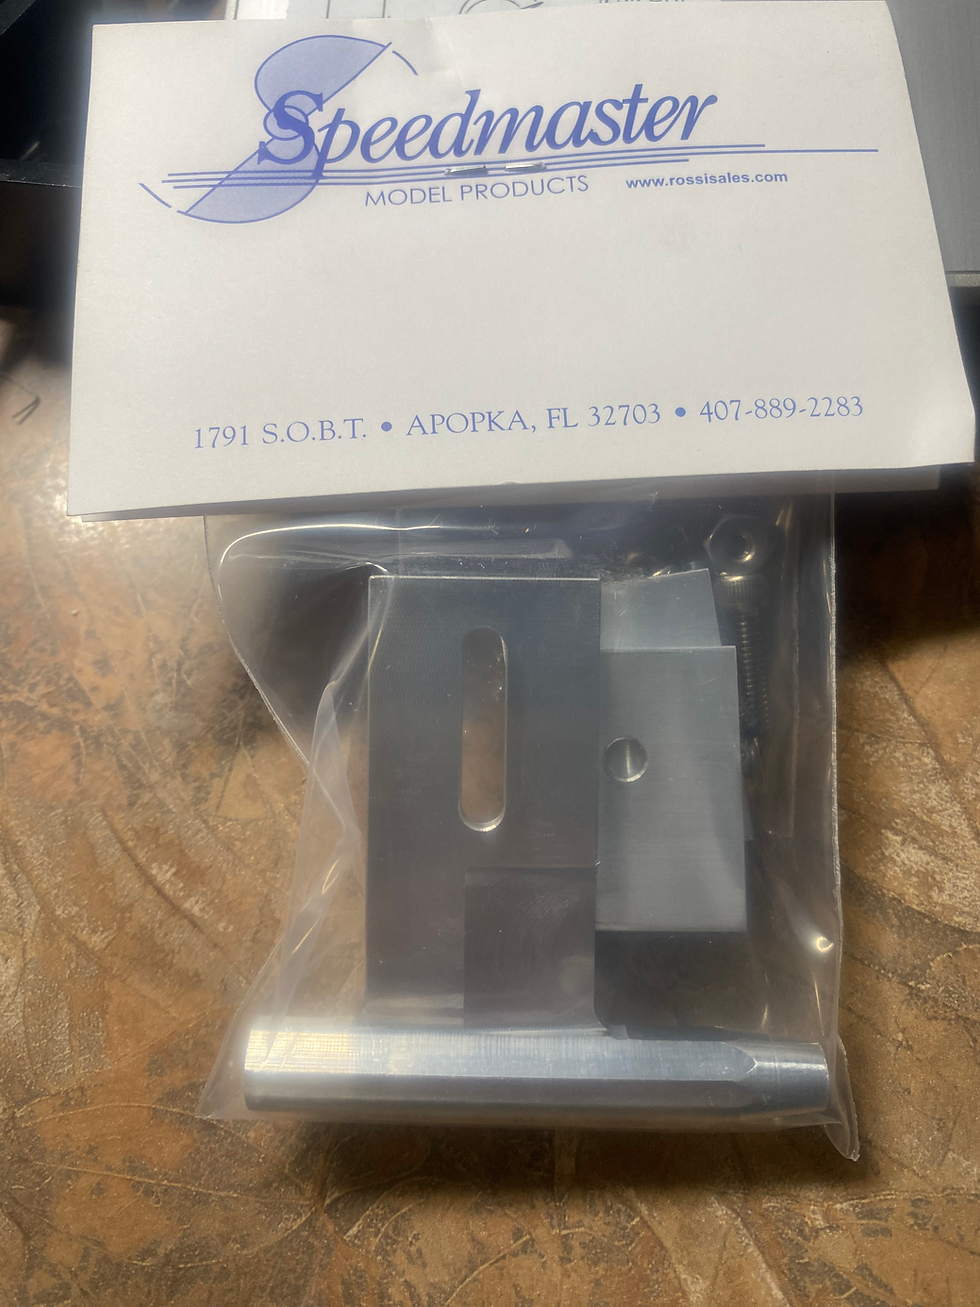 Speedmaster
MODEL PRODUCTS www.rossisales.com
1791 S.O.B.T. • APOPKA, FL 32703 • 407-889-2283